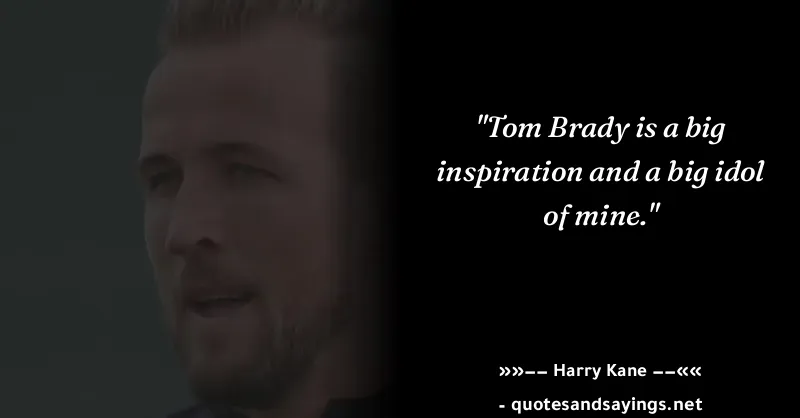 "Tom Brady is a big
inspiration and a big idol
of mine."
»»−− Harry Kane −−««
- quotesandsayings.net